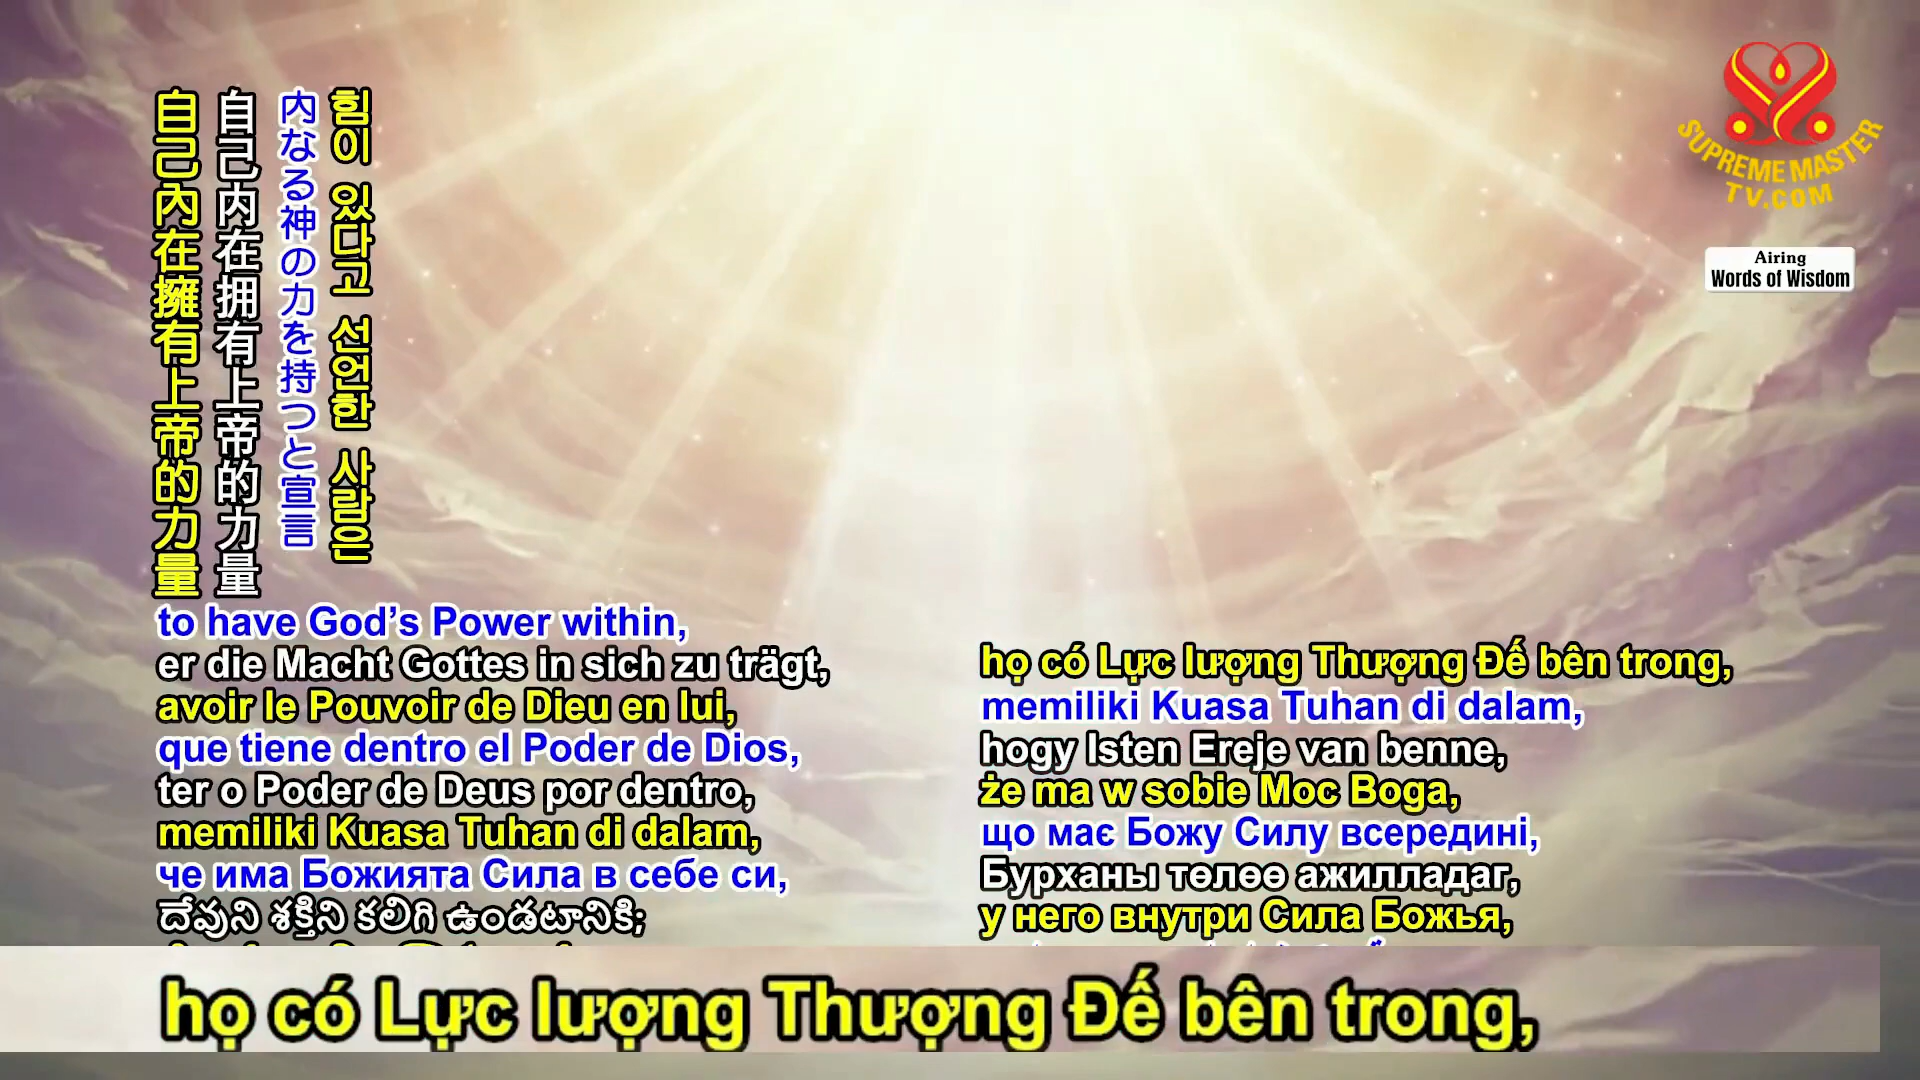 自己內在擁有上帝的力量
自己内在拥有上帝的力量
内なる神の力を持つと宣言
힘이 있다고 선언한 사람은
SUPREME MASTER
TV.COM
Airing
Words of Wisdom
to have God's Power within,
er die Macht Gottes in sich zu trägt,
avoir le Pouvoir de Dieu en lui,
que tiene dentro el Poder de Dios,
ter o Poder de Deus por dentro,
memiliki Kuasa Tuhan di dalam,
че има Божията Сила в себе си,
దేవుని శక్తిని కలిగి ఉండటానికి;
họ có Lực lượng Thượng Đế bên trong,
memiliki Kuasa Tuhan di dalam,
hogy Isten Ereje van benne,
że ma w sobie Moc Boga,
що має Божу Силу всередині,
Бурханы төлөө ажилладаг,
у него внутри Сила Божья,
họ có Lực lượng Thượng Đế bên trong,